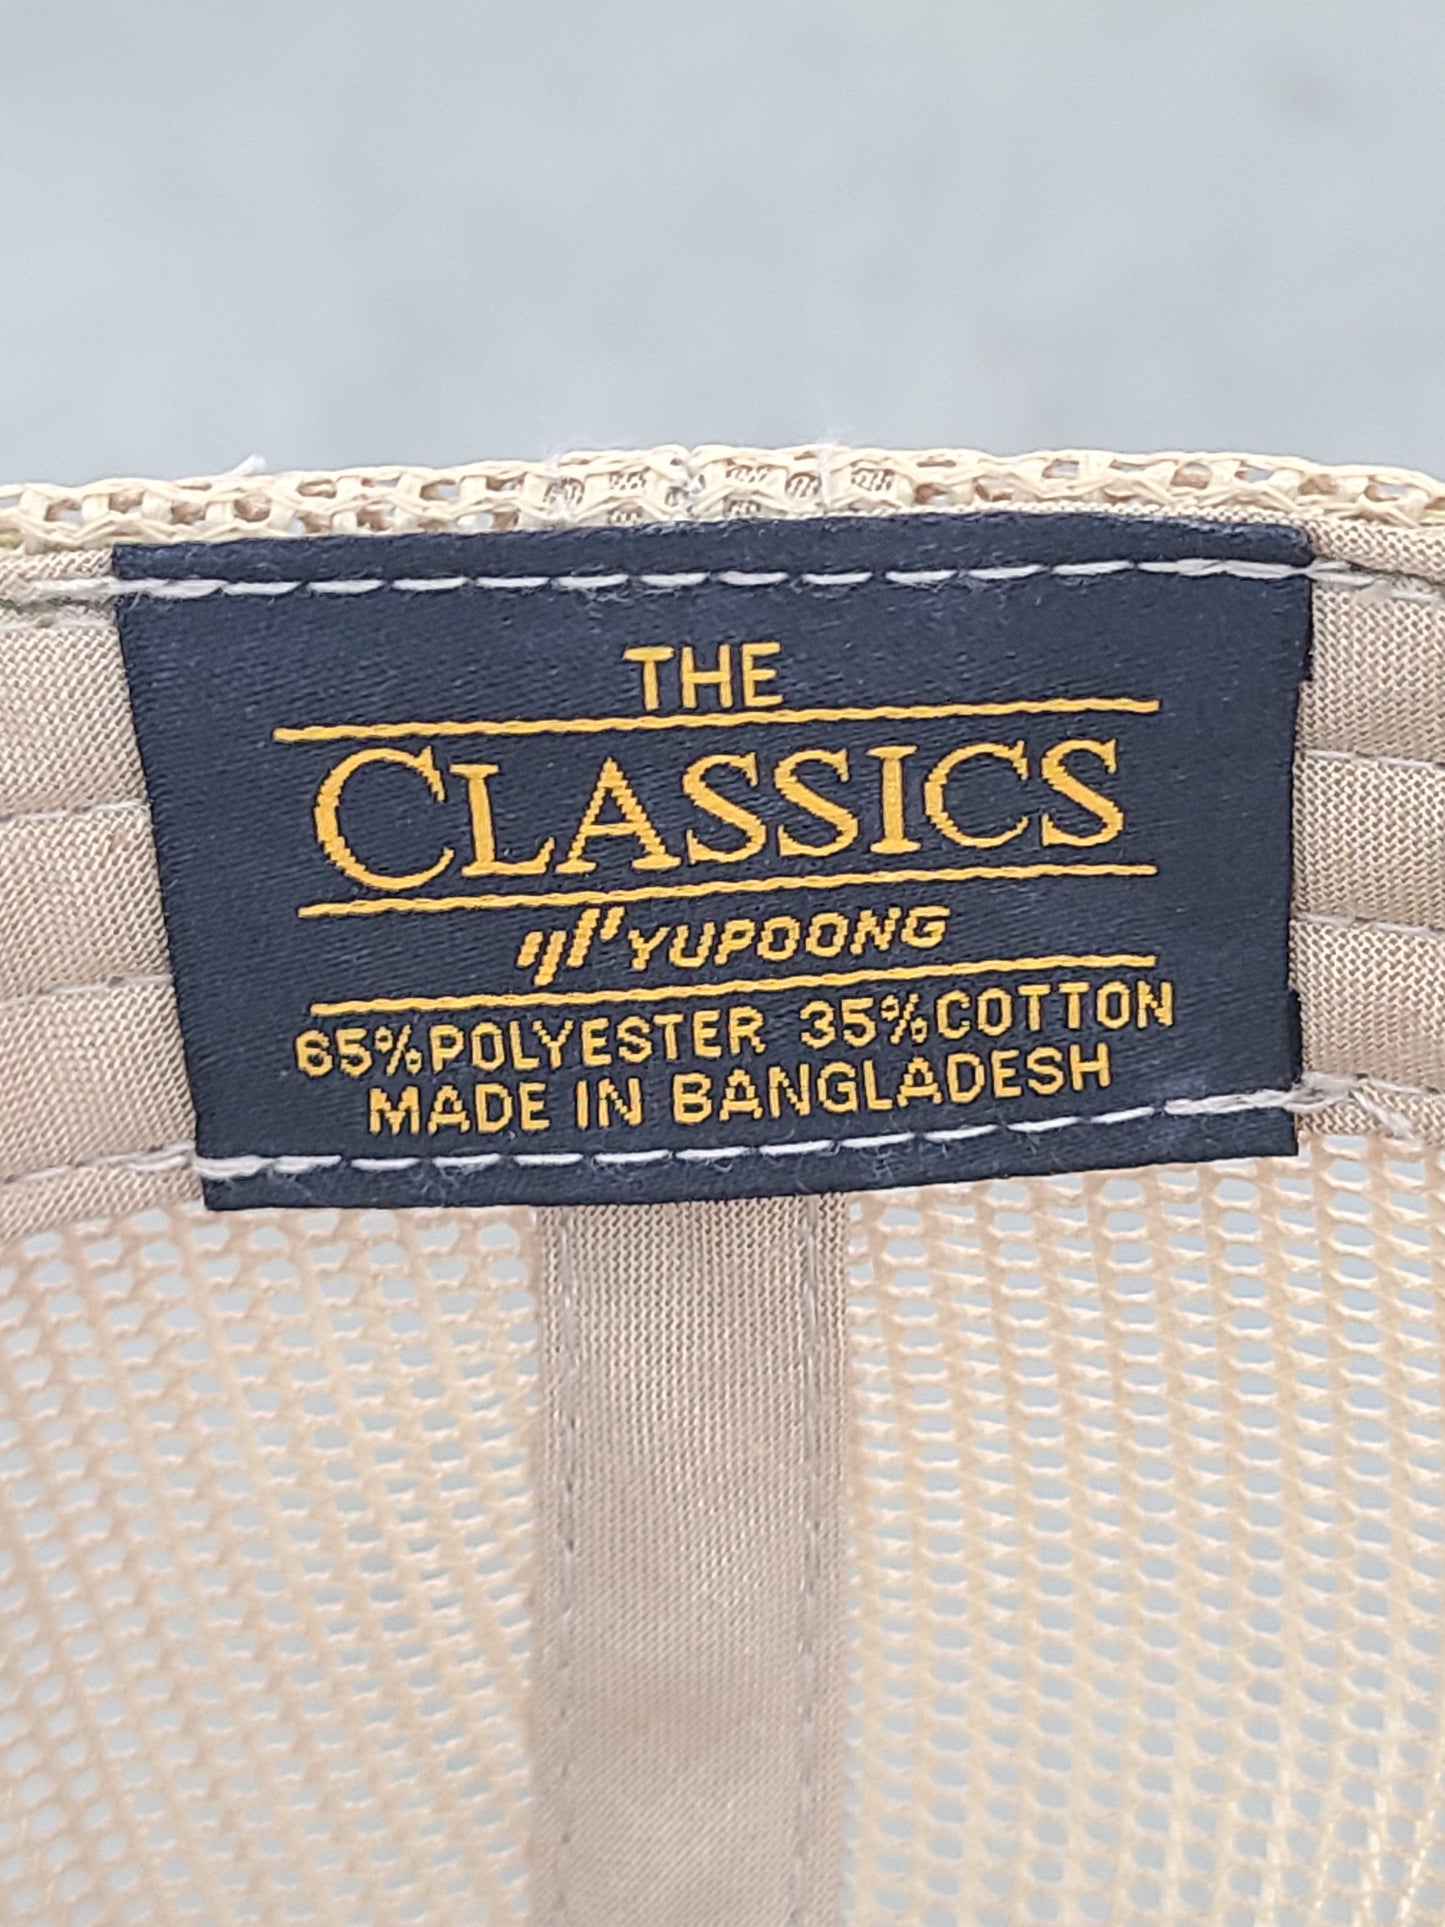 THE
CLASSICS
YUPOONG
65%POLYESTER 35%COTTON
MADE IN BANGLADESH